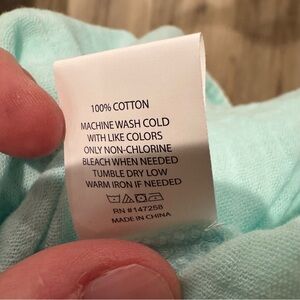 100% COTTON
MACHINE WASH COLD
WITH LIKE COLORS
ONLY NON-CHLORINE
BLEACH WHEN NEEDED
TUMBLE DRY LOW
WARM IRON IF NEEDED
RN #147258
MADE IN CHINA